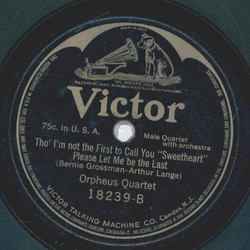 Victor
75c. in U. S. A.
Male Quartet
with orchestra
Tho' I'm not the First to Call You "Sweetheart"
Please Let Me be the Last
(Bernie Grossman-Arthur Lange)
Orpheus Quartet
18239-B
VICTOR TALKING MACHINE CO. Camden, N.J.